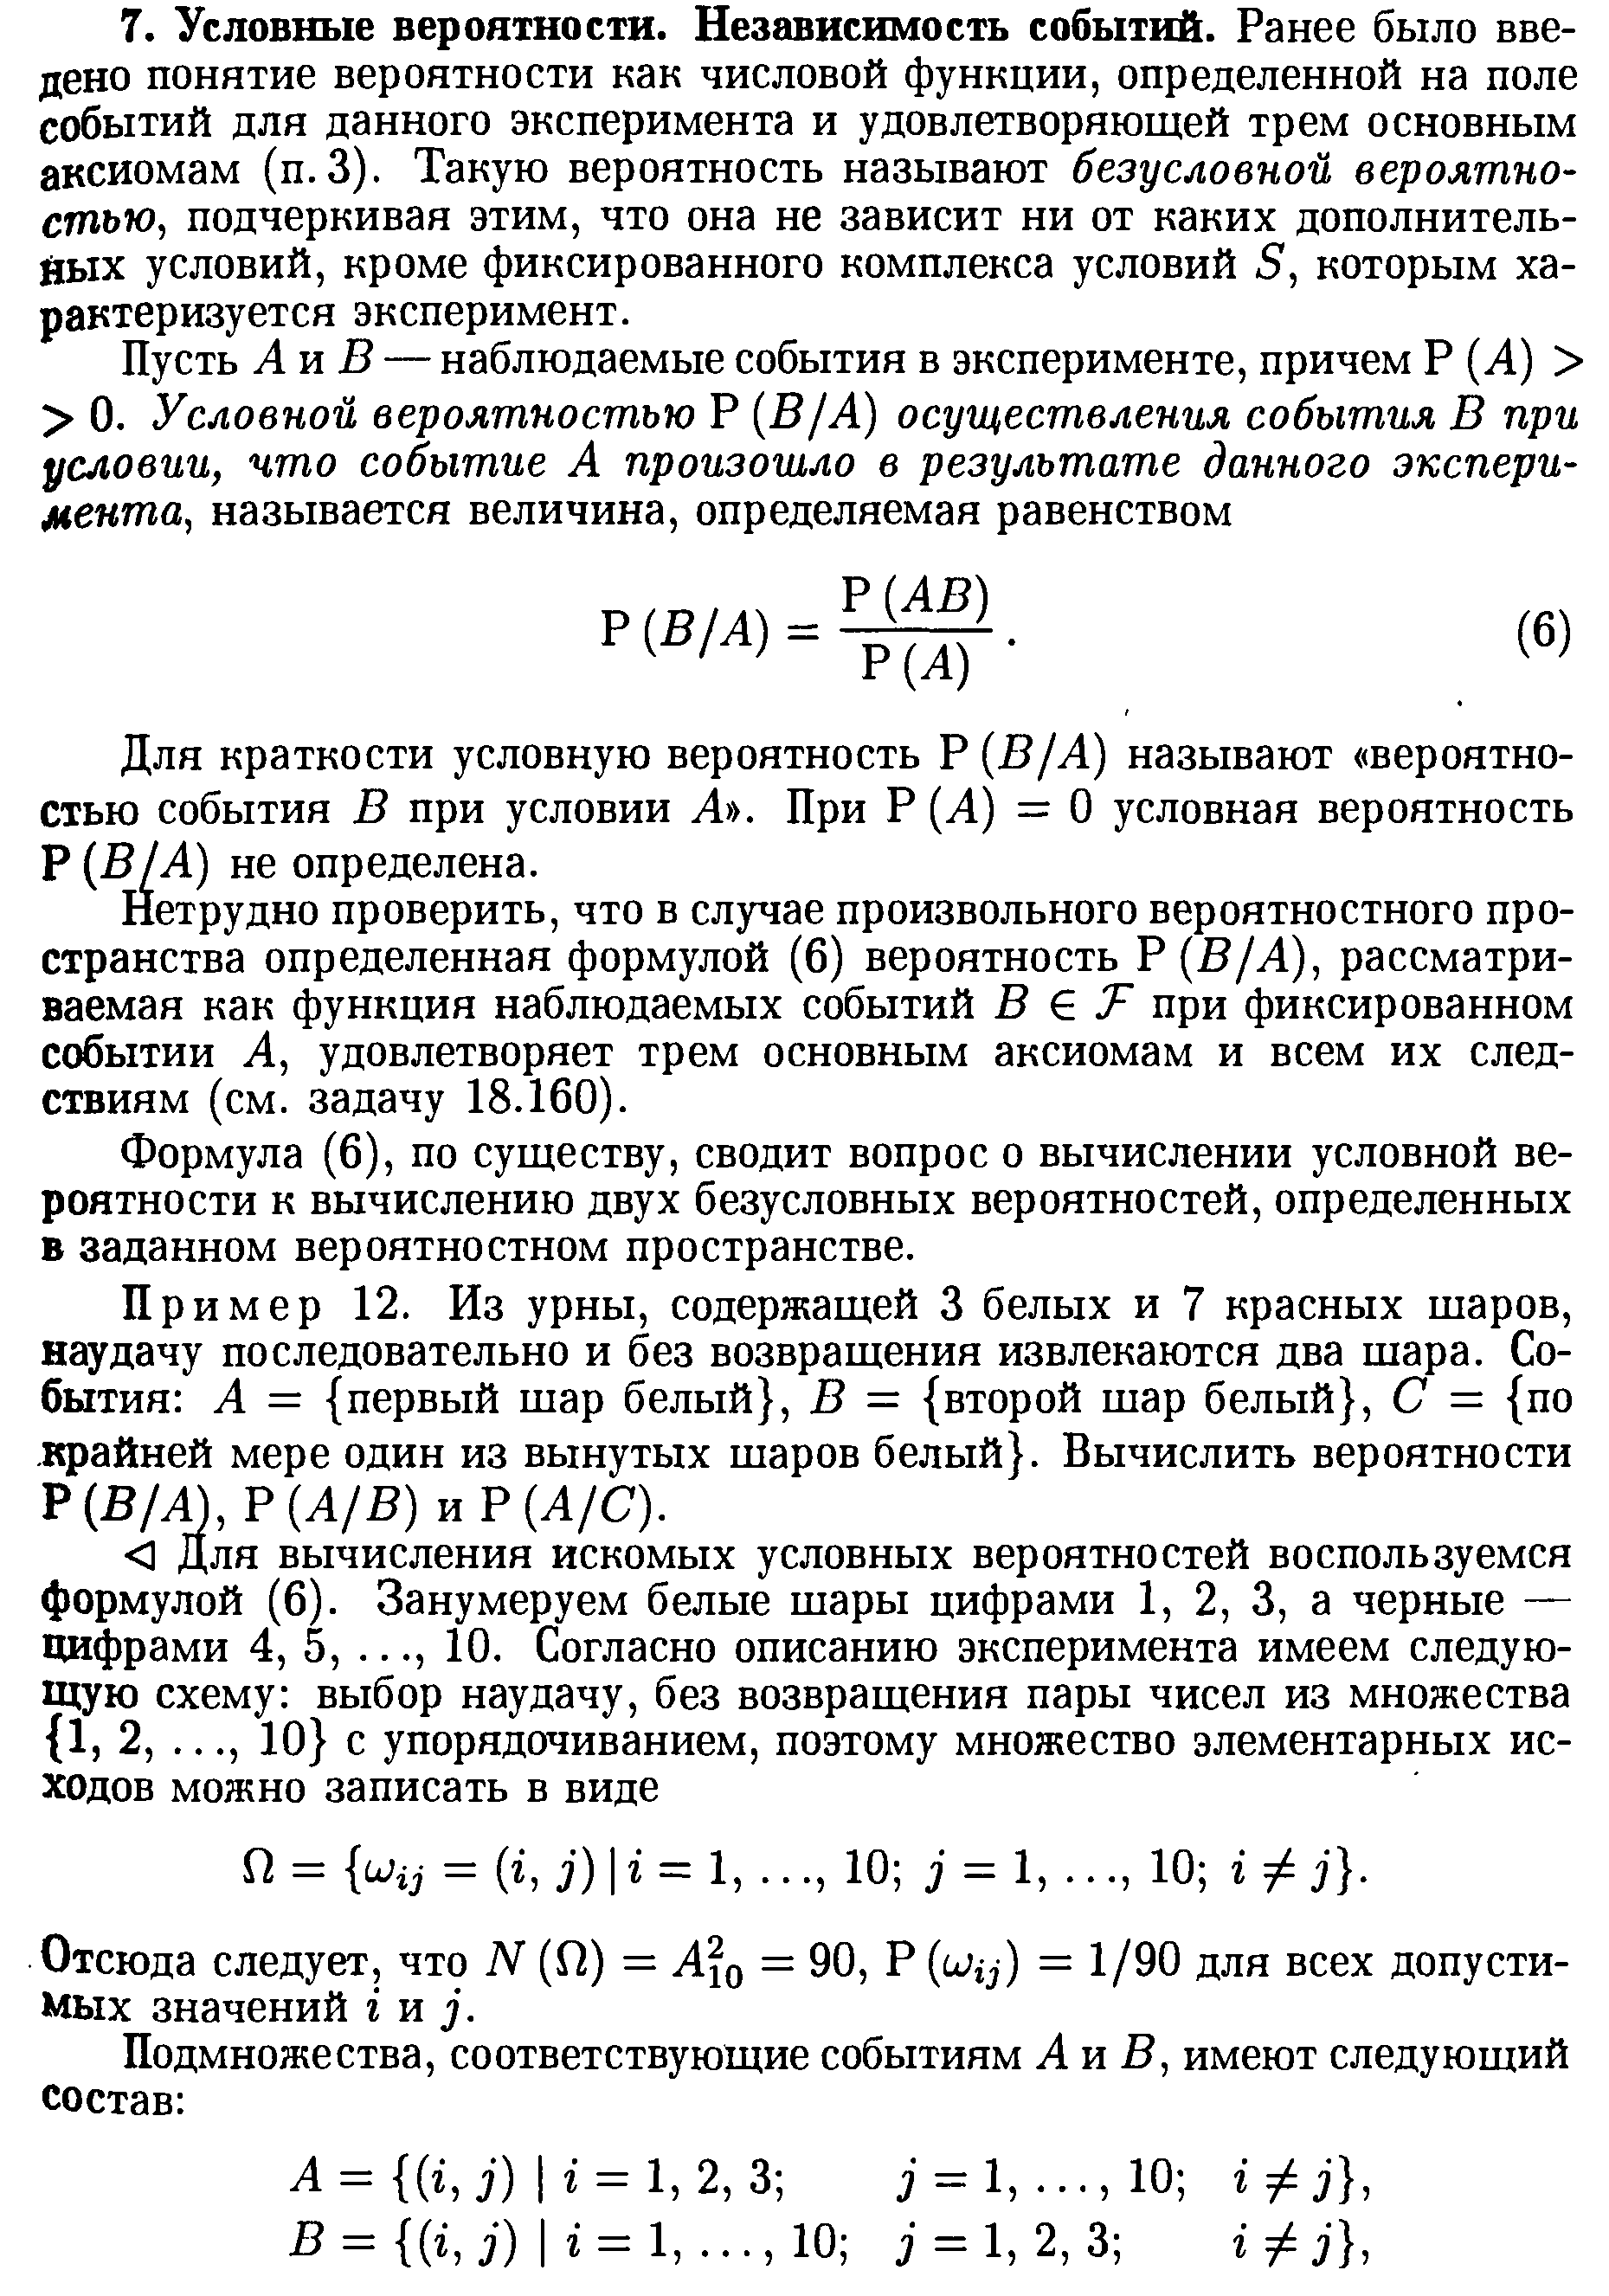 7. Условные вероятности. Независимость событий. Ранее было вве-
дено понятие вероятности как числовой функции, определенной на поле
событий для данного эксперимента и удовлетворяющей трем основным
аксиомам (п. 3). Такую вероятность называют безусловной вероятно-
стью, подчеркивая этим, что она не зависит ни от каких дополнитель-
ных условий, кроме фиксированного комплекса условий S, которым ха-
рактеризуется эксперимент.
Пусть A и B — наблюдаемые события в эксперименте, причем P (A) >
> 0. Условной вероятностью P (B/A) осуществления события B при
условии, что событие A произошло в результате данного экспери-
мента, называется величина, определяемая равенством
P (B/A) = P (AB) / P (A) . (6)
Для краткости условную вероятность P (B/A) называют «вероятно-
стью события B при условии A». При P (A) = 0 условная вероятность
P (B/A) не определена.
Нетрудно проверить, что в случае произвольного вероятностного про-
странства определенная формулой (6) вероятность P (B/A), рассматри-
ваемая как функция наблюдаемых событий B ∈ ℱ при фиксированном
событии A, удовлетворяет трем основным аксиомам и всем их след-
ствиям (см. задачу 18.160).
Формула (6), по существу, сводит вопрос о вычислении условной ве-
роятности к вычислению двух безусловных вероятностей, определенных
в заданном вероятностном пространстве.
Пример 12. Из урны, содержащей 3 белых и 7 красных шаров,
наудачу последовательно и без возвращения извлекаются два шара. Со-
бытия: A = {первый шар белый}, B = {второй шар белый}, C = {по
крайней мере один из вынутых шаров белый}. Вычислить вероятности
P (B/A), P (A/B) и P (A/C).
◁ Для вычисления искомых условных вероятностей воспользуемся
формулой (6). Занумеруем белые шары цифрами 1, 2, 3, а черные —
цифрами 4, 5, ..., 10. Согласно описанию эксперимента имеем следую-
щую схему: выбор наудачу, без возвращения пары чисел из множества
{1, 2, ..., 10} с упорядочиванием, поэтому множество элементарных ис-
ходов можно записать в виде
Ω = {ω_ij = (i, j) | i = 1, ..., 10; j = 1, ..., 10; i ≠ j}.
Отсюда следует, что N (Ω) = A²₁₀ = 90, P (ω_ij) = 1/90 для всех допусти-
мых значений i и j.
Подмножества, соответствующие событиям A и B, имеют следующий
состав:
A = {(i, j) | i = 1, 2, 3; j = 1, ..., 10; i ≠ j},
B = {(i, j) | i = 1, ..., 10; j = 1, 2, 3; i ≠ j},